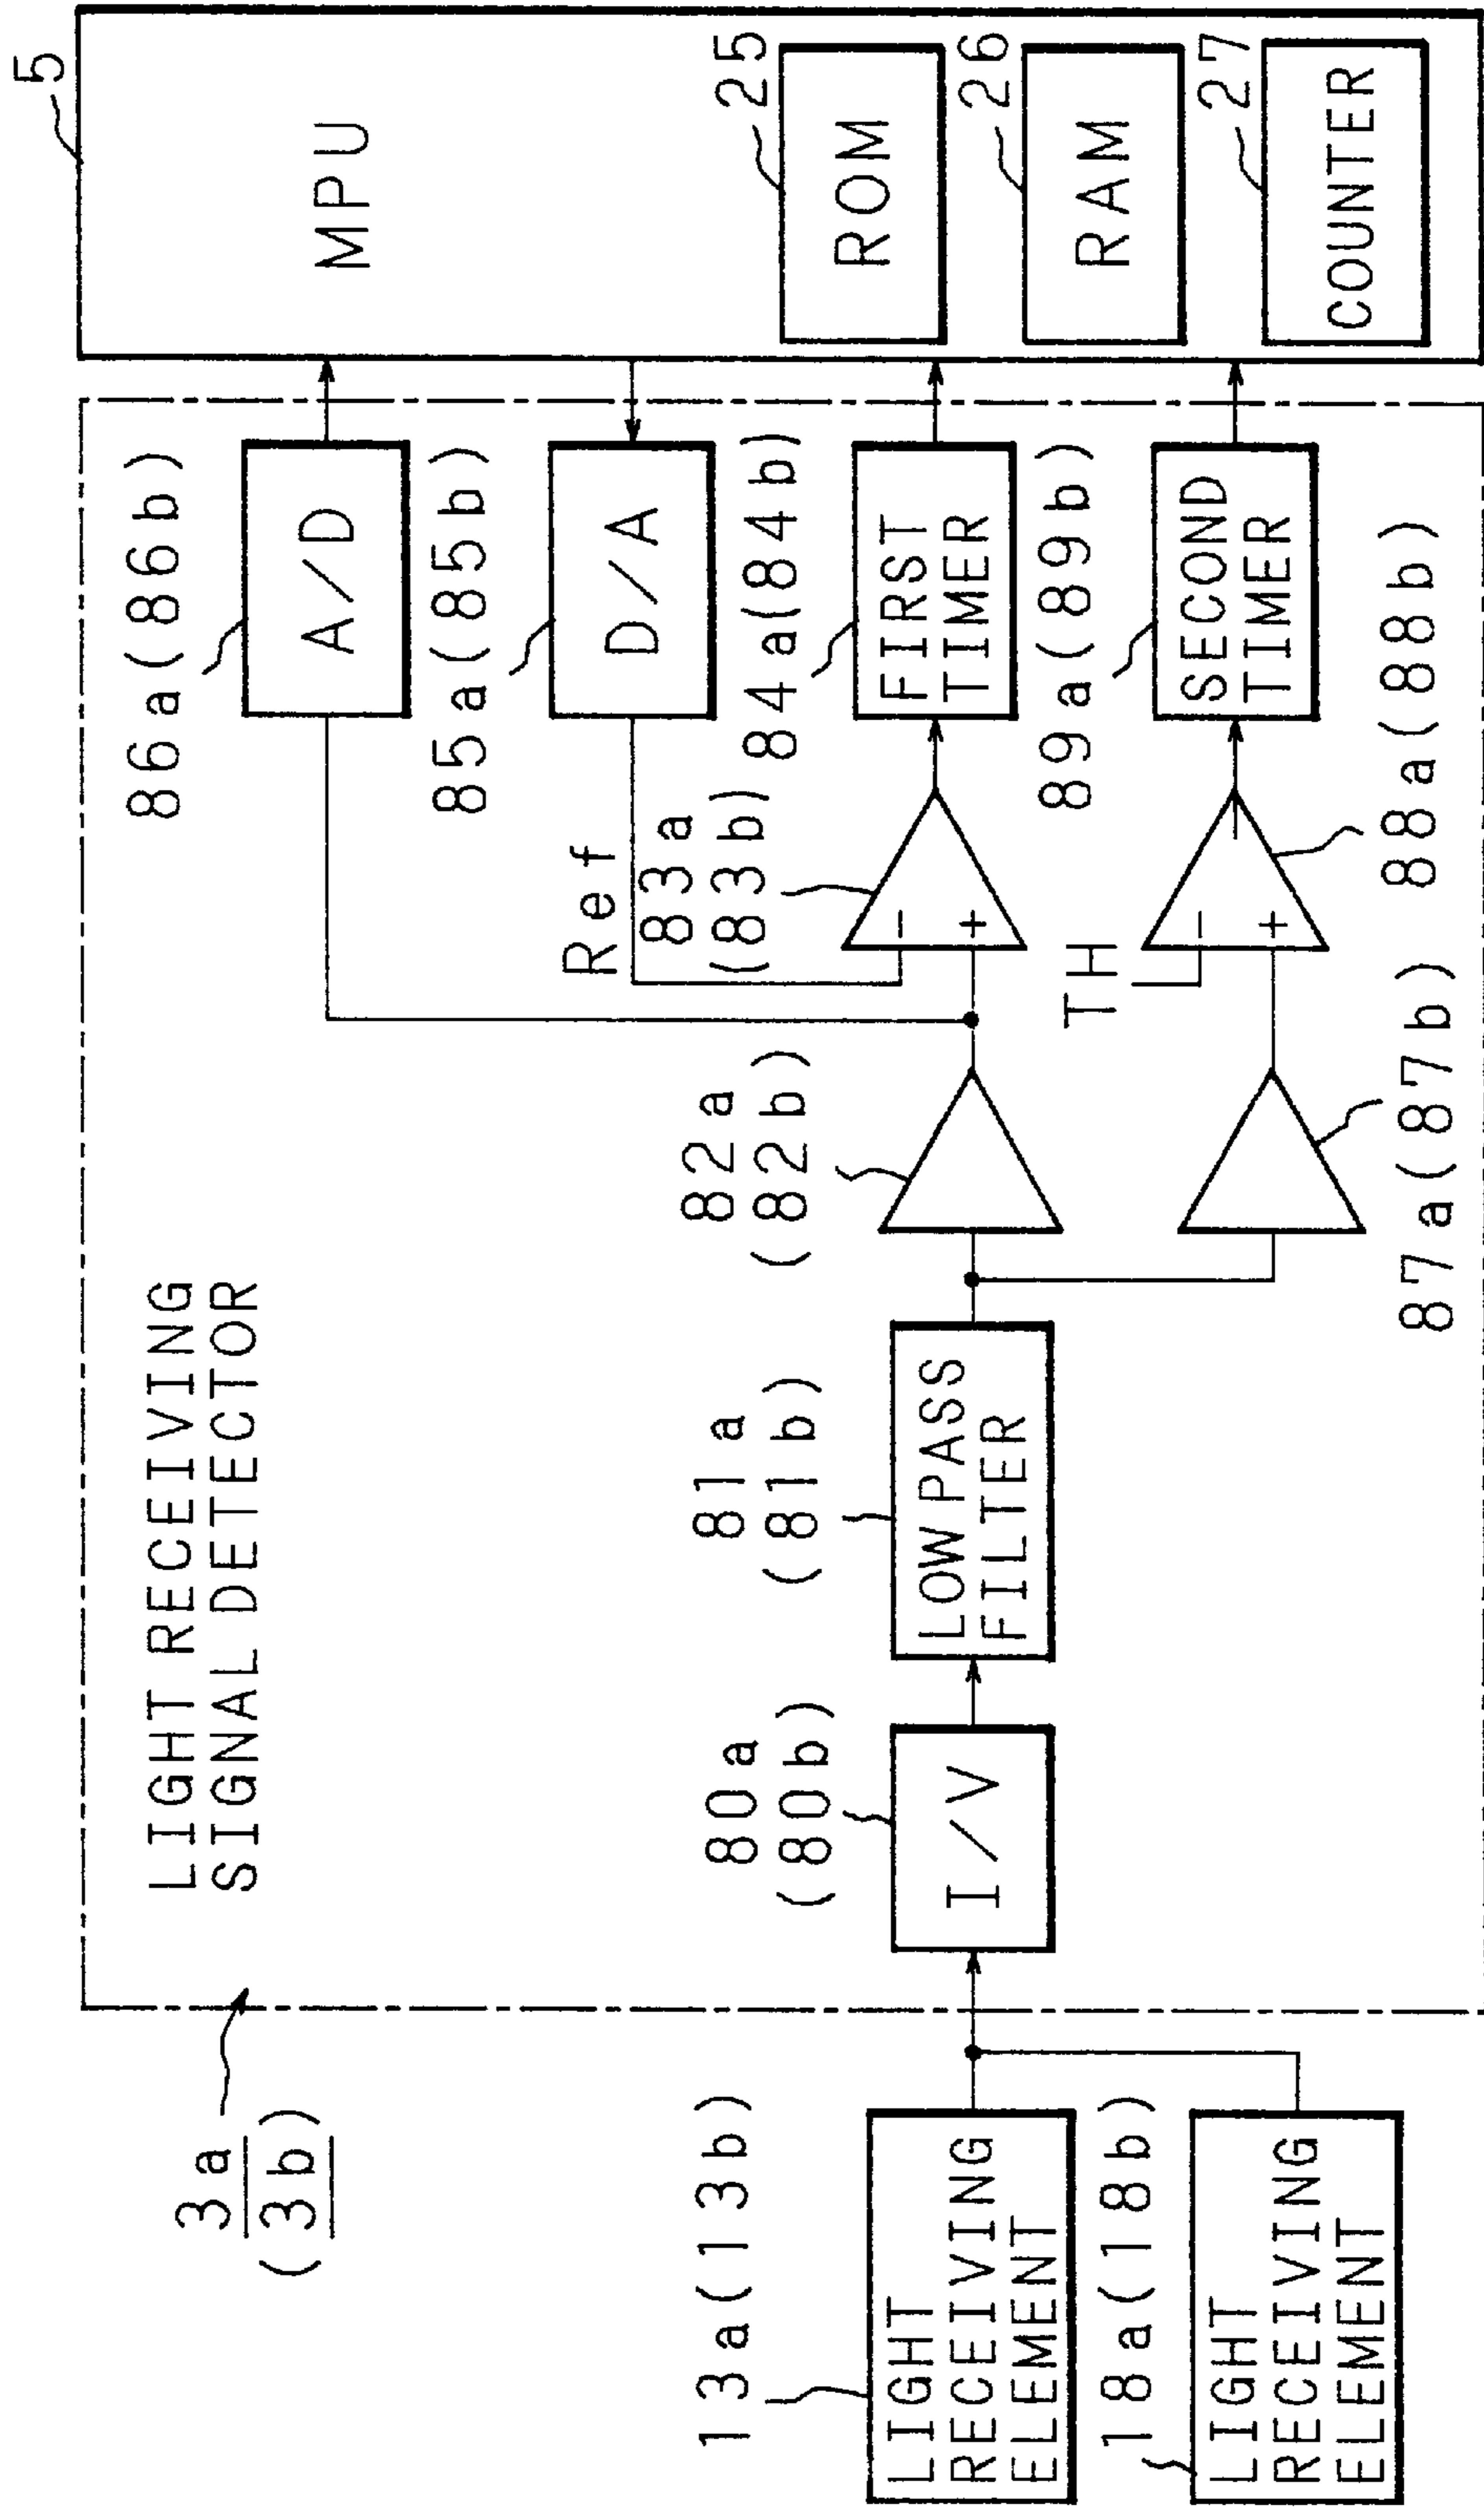 LIGHT RECEIVING
SIGNAL DETECTOR
3a
(3b)
13a(13b)
LIGHT
RECEIVING
ELEMENT
18a(18b)
LIGHT
RECEIVING
ELEMENT
80a
(80b)
I/V
81a
(81b)
LOW PASS
FILTER
82a
(82b)
87a(87b)
Ref
83a
(83b)
-
+
TH
-
+
88a(88b)
86a(86b)
A/D
85a(85b)
D/A
84a(84b)
FIRST
TIMER
89a(89b)
SECOND
TIMER
5
MPU
25
ROM
26
RAM
27
COUNTER